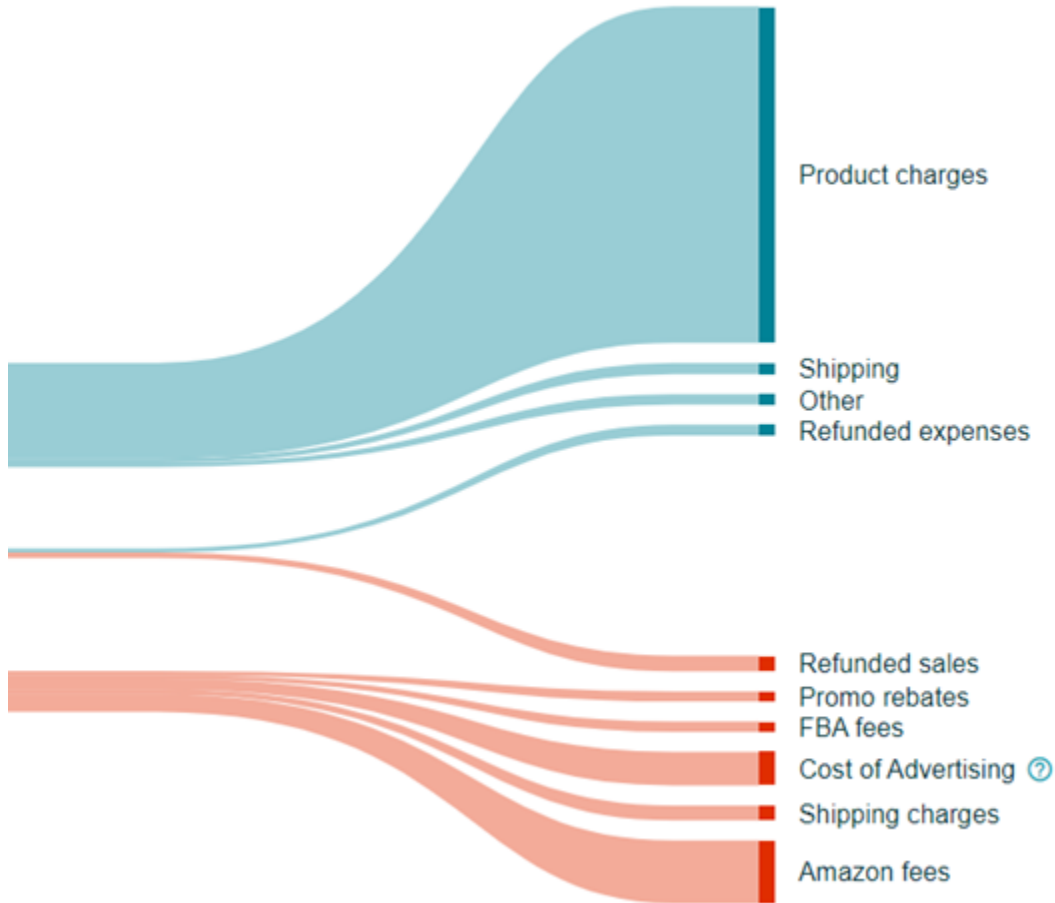 Product charges
Shipping
Other
Refunded expenses
Refunded sales
Promo rebates
FBA fees
Cost of Advertising ?
Shipping charges
Amazon fees